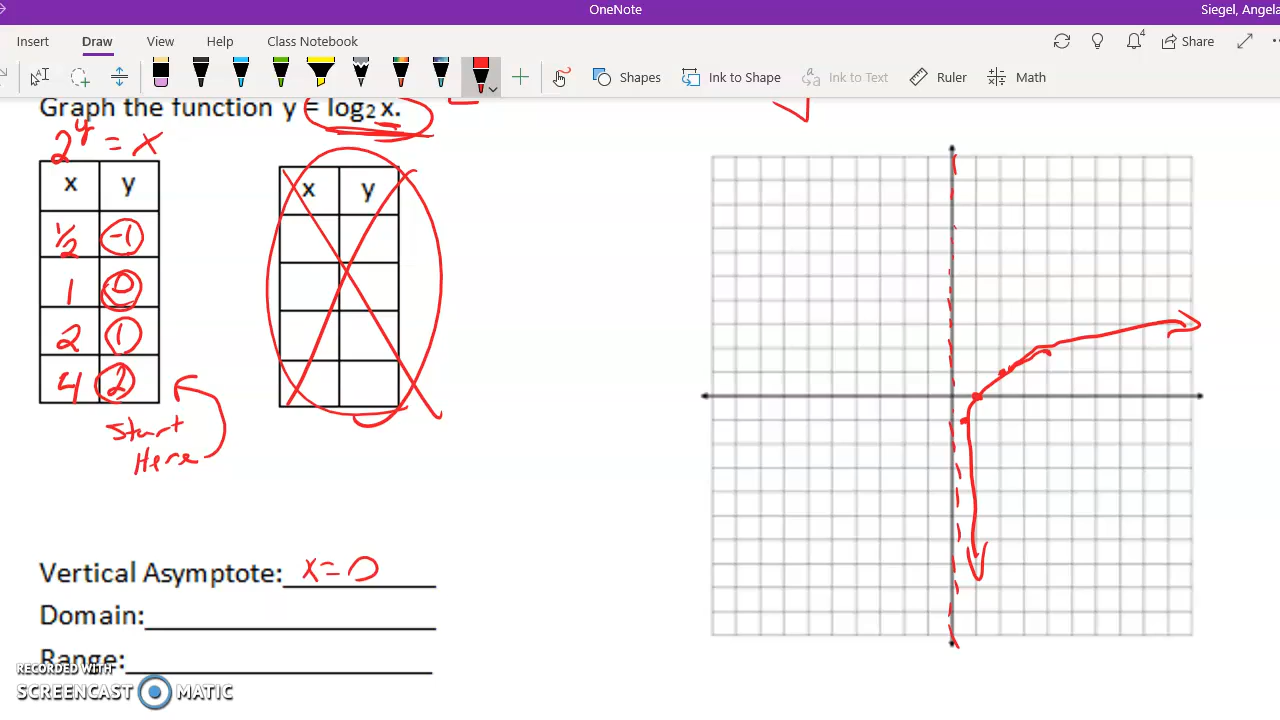 OneNote
Siegel, Angela
Insert Draw View Help Class Notebook
4 Share
Shapes Ink to Shape Ink to Text Ruler Math
Graph the function y = log2 x.
2^y = x
x y
1/2 -1
1 0
2 1
4 2
Start
Here
x y
Vertical Asymptote: x=0
Domain:
Range:
RECORDED WITH
SCREENCAST MATIC